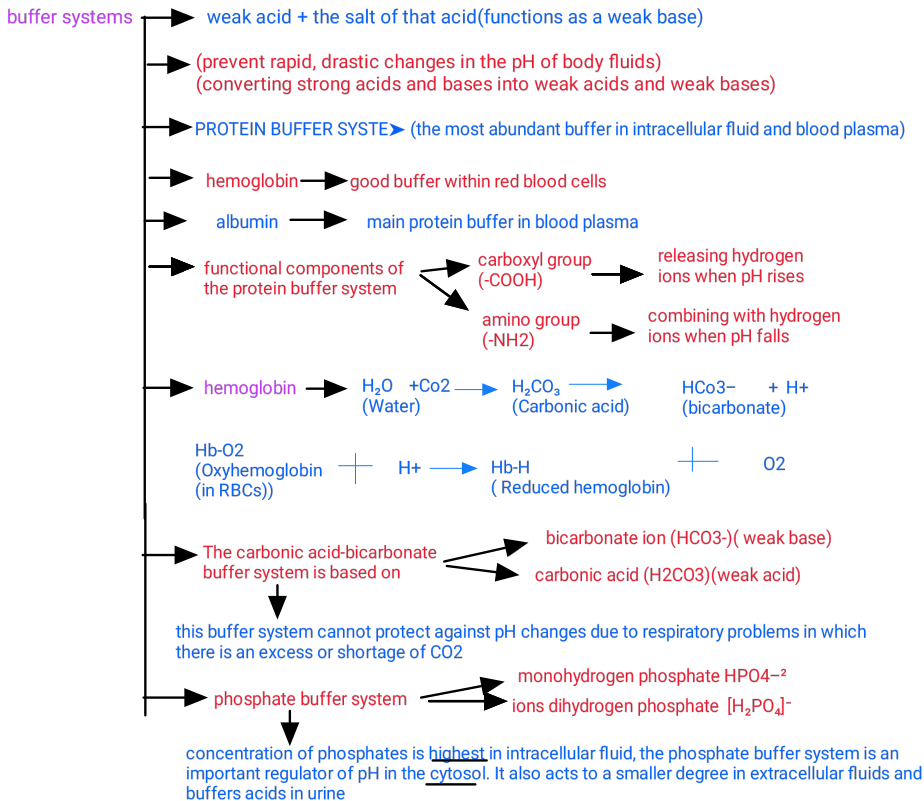 buffer systems
weak acid + the salt of that acid(functions as a weak base)
(prevent rapid, drastic changes in the pH of body fluids)
(converting strong acids and bases into weak acids and weak bases)
PROTEIN BUFFER SYSTE
(the most abundant buffer in intracellular fluid and blood plasma)
hemoglobin
good buffer within red blood cells
albumin
main protein buffer in blood plasma
functional components of
the protein buffer system
carboxyl group
(-COOH)
releasing hydrogen
ions when pH rises
amino group
(-NH2)
combining with hydrogen
ions when pH falls
hemoglobin
H₂O +Co2
(Water)
H₂CO₃
(Carbonic acid)
HCo3– + H+
(bicarbonate)
Hb-O2
(Oxyhemoglobin
(in RBCs))
H+
Hb-H
( Reduced hemoglobin)
O2
The carbonic acid-bicarbonate
buffer system is based on
bicarbonate ion (HCO3-)( weak base)
carbonic acid (H2CO3)(weak acid)
this buffer system cannot protect against pH changes due to respiratory problems in which
there is an excess or shortage of CO2
phosphate buffer system
monohydrogen phosphate HPO4–²
ions dihydrogen phosphate [H₂PO₄]⁻
concentration of phosphates is highest in intracellular fluid, the phosphate buffer system is an
important regulator of pH in the cytosol. It also acts to a smaller degree in extracellular fluids and
buffers acids in urine